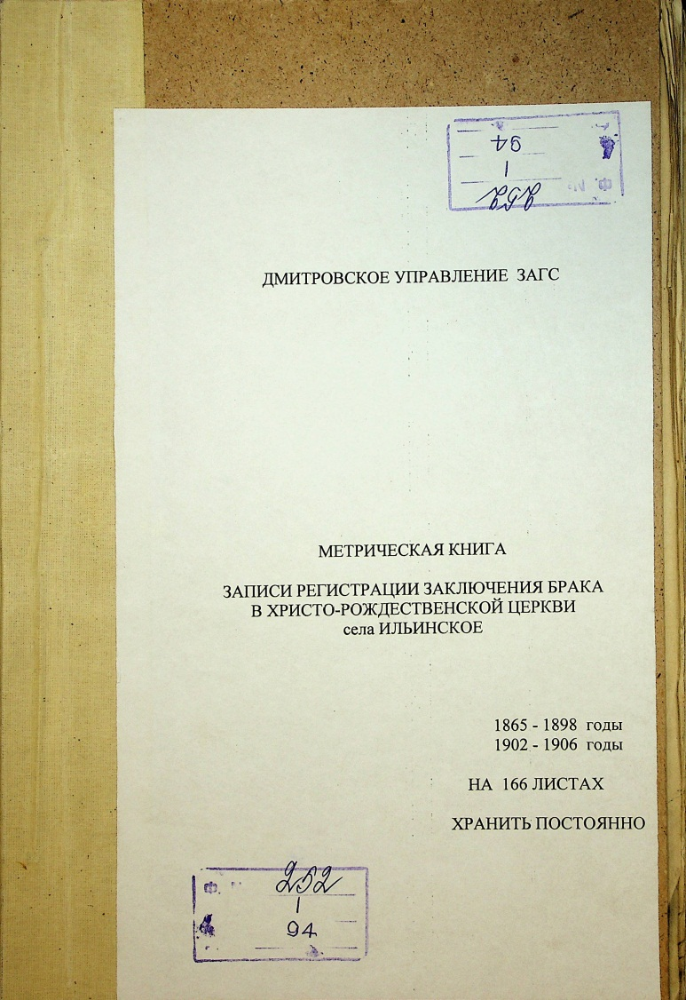 252
1
94
ДМИТРОВСКОЕ УПРАВЛЕНИЕ ЗАГС
МЕТРИЧЕСКАЯ КНИГА
ЗАПИСИ РЕГИСТРАЦИИ ЗАКЛЮЧЕНИЯ БРАКА
В ХРИСТО-РОЖДЕСТВЕНСКОЙ ЦЕРКВИ
села ИЛЬИНСКОЕ
1865 - 1898 годы
1902 - 1906 годы
НА 166 ЛИСТАХ
ХРАНИТЬ ПОСТОЯННО
Ф. 252
1
94